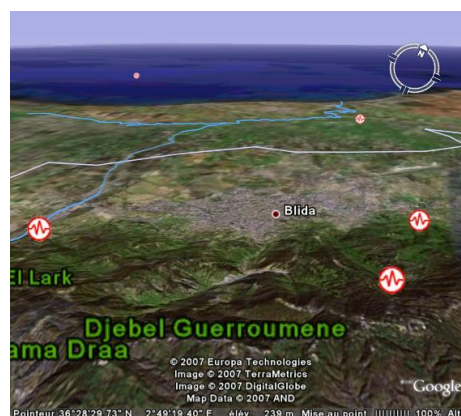 N
Blida
El Lark
Djebel Guerroumene
ama Draa
© 2007 Europa Technologies
Image © 2007 TerraMetrics
Image © 2007 DigitalGlobe
Map Data © 2007 AND
Google
Pointeur 36°28'29.73" N 2°49'19.40" E élév. 239 m Mise au point ||||||||| 100% Alt